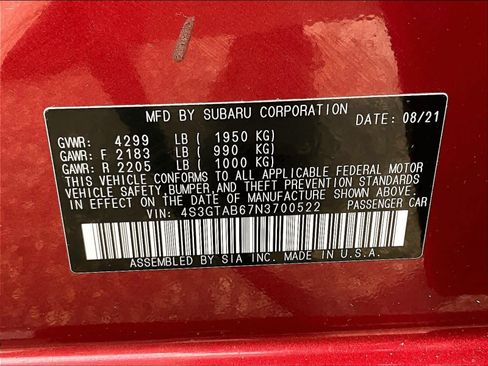 MFD BY SUBARU CORPORATION DATE: 08/21
GVWR: 4299 LB ( 1950 KG)
GAWR: F 2183 LB ( 990 KG)
GAWR: R 2205 LB ( 1000 KG)
THIS VEHICLE CONFORMS TO ALL APPLICABLE FEDERAL MOTOR
VEHICLE SAFETY,BUMPER,AND THEFT PREVENTION STANDARDS
IN EFFECT ON THE DATE OF MANUFACTURE SHOWN ABOVE.
VIN: 4S3GTAB67N3700522 PASSENGER CAR
ASSEMBLED BY SIA INC. MADE IN U.S.A.